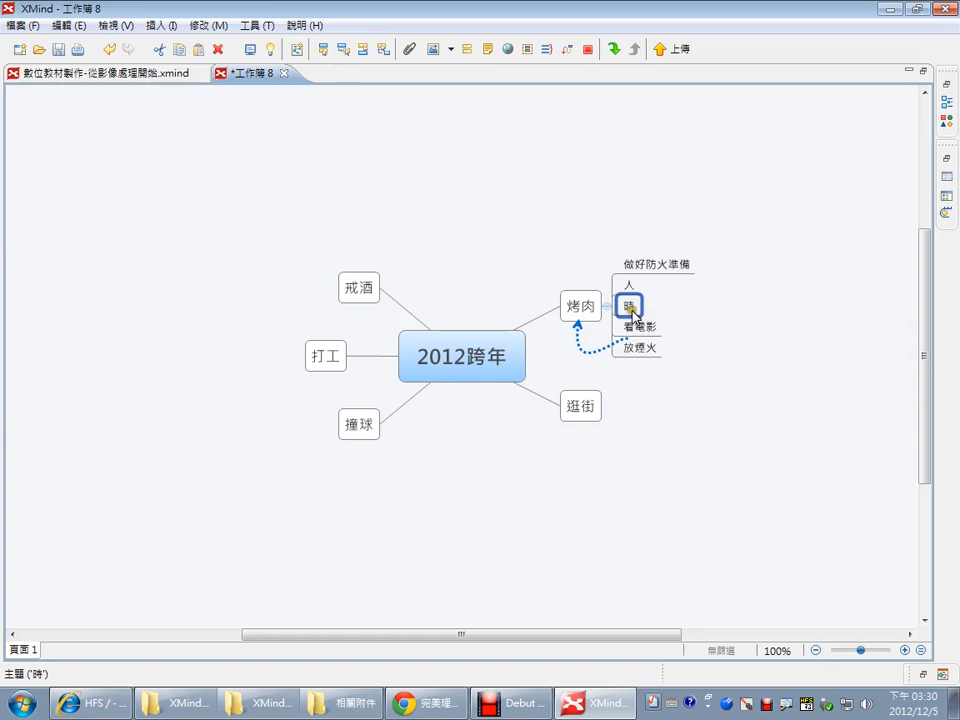 XMind - 工作簿 8
檔案 (F) 編輯 (E) 檢視 (V) 插入 (I) 修改 (M) 工具 (T) 說明 (H)
上傳
數位教材製作-從影像處理開始.xmind *工作簿 8
做好防火準備
人
時
看電影
放煙火
烤肉
戒酒
打工
2012跨年
撞球
逛街
頁面 1
無篩選 100%
主題 ('時')
HFS / - ... XMind... XMind... 相關附件 完美理... Debut ... XMind...
下午 03:30
2012/12/5